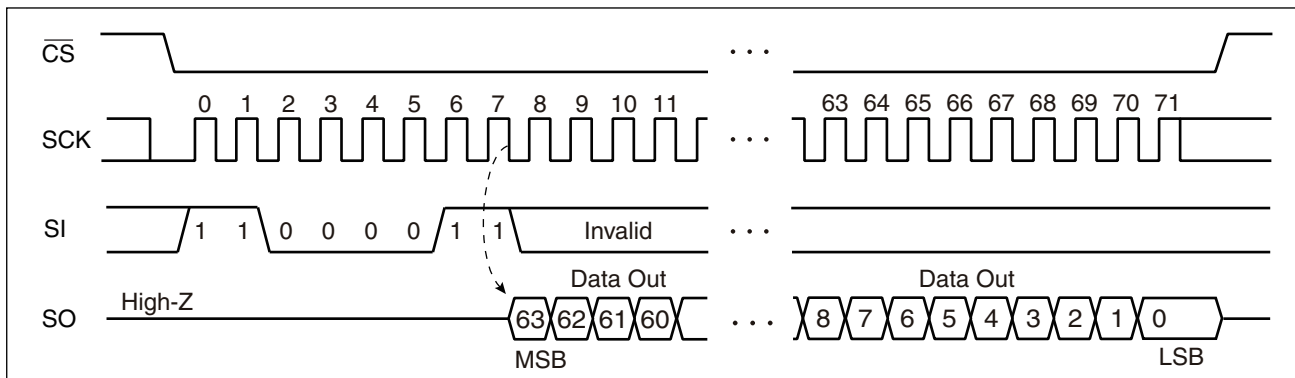 CS
0 1 2 3 4 5 6 7 8 9 10 11 63 64 65 66 67 68 69 70 71
SCK
SI 1 1 0 0 0 0 1 1 Invalid
Data Out Data Out
High-Z
SO 63 62 61 60 8 7 6 5 4 3 2 1 0
MSB LSB